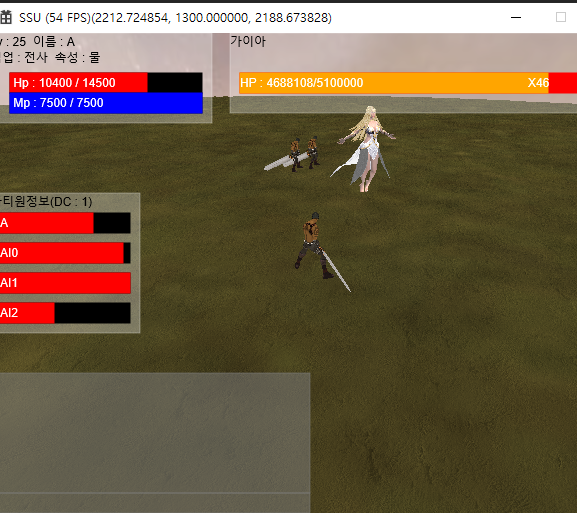 SSU (54 FPS)(2212.724854, 1300.000000, 2188.673828)
: 25 이름 : A
업 : 전사 속성 : 물
Hp : 10400 / 14500
Mp : 7500 / 7500
가이아
HP : 4688108/5100000 X46
티원정보(DC : 1)
A
AI0
AI1
AI2